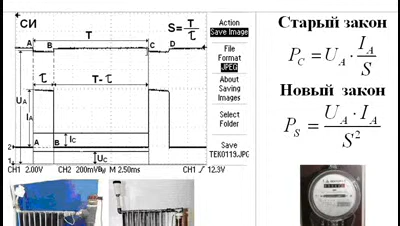 СИ
S=T/τ
A B T C D
τ T-τ
U_A
I_A
A B I_C
U_C
2
1
CH1 2.00V CH2 200mV M 2.50ms CH1 12.3V
Action
Save Image
File
Format
JPEG
About
Saving
Images
Select
Folder
Save
TEK0119.JPG
Старый закон
P_C = U_A · I_A / S
Новый закон
P_S = U_A · I_A / S²